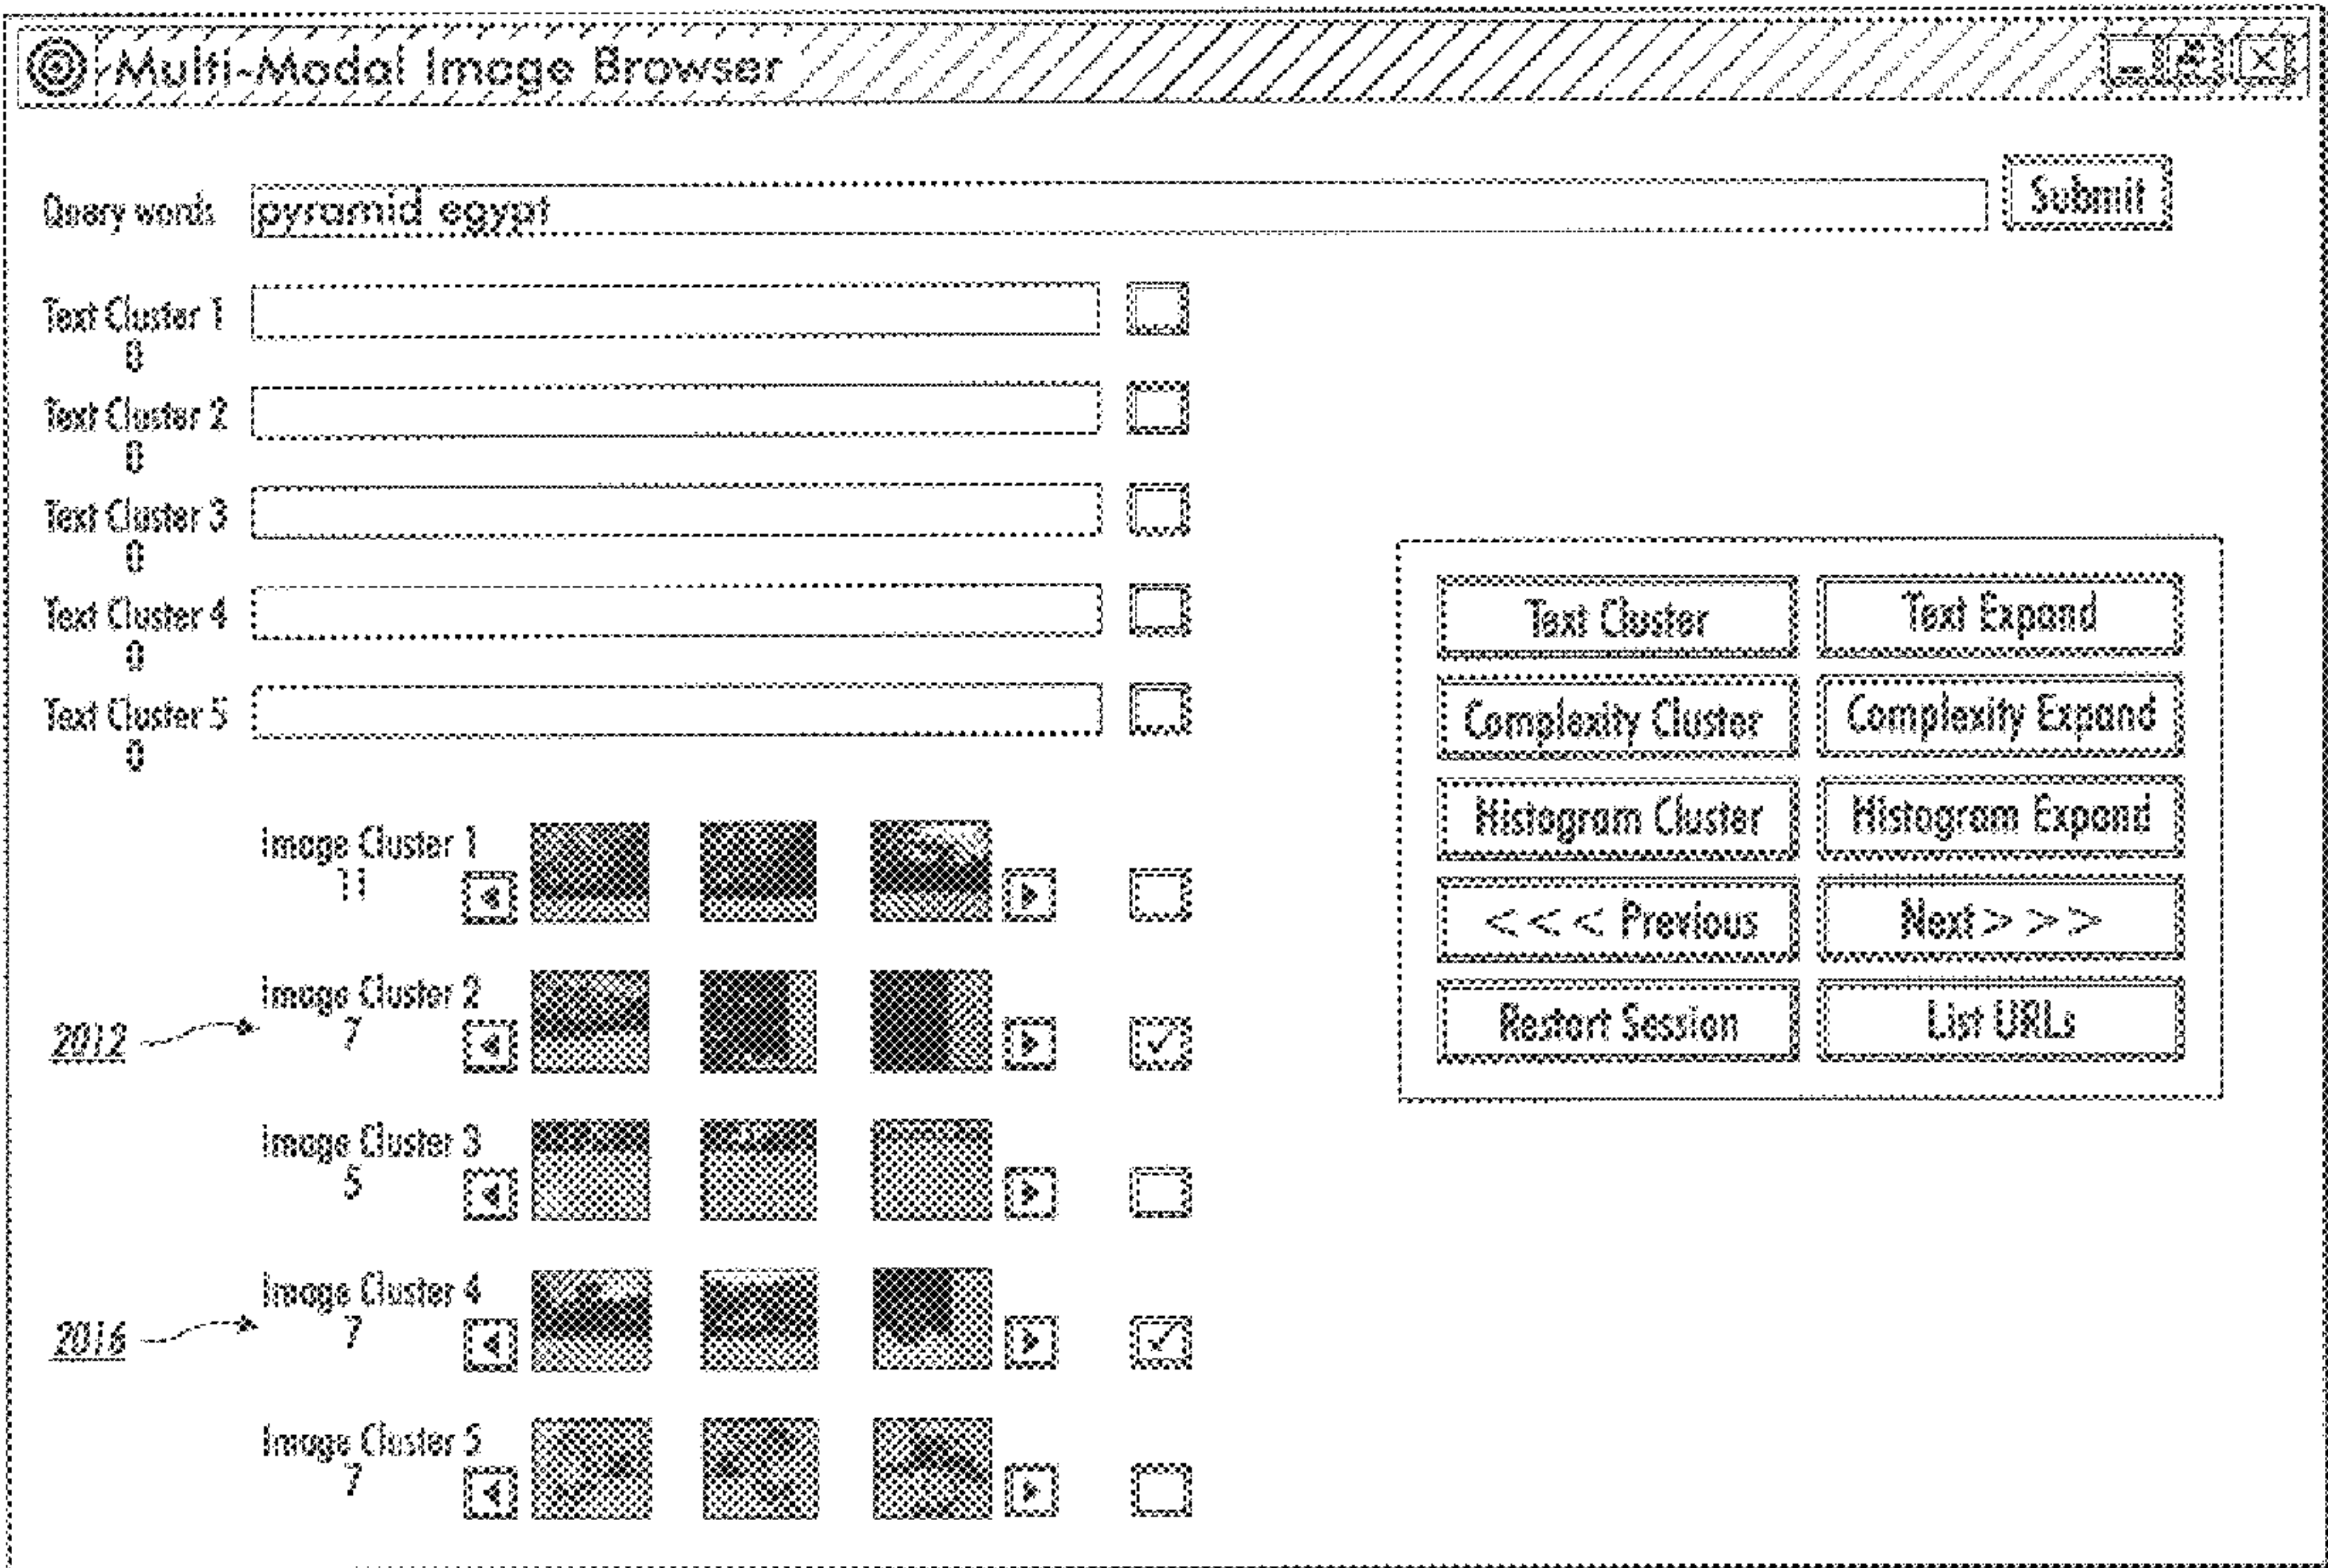 Multi-Modal Image Browser
Query words pyramid egypt Submit
Text Cluster 1
0
Text Cluster 2
0
Text Cluster 3
0
Text Cluster 4
0
Text Cluster 5
0
Text Cluster Text Expand
Complexity Cluster Complexity Expand
Histogram Cluster Histogram Expand
<<< Previous Next >>>
Restart Session List URLs
Image Cluster 1
11
Image Cluster 2
2012 7
Image Cluster 3
5
Image Cluster 4
2016 7
Image Cluster 5
7